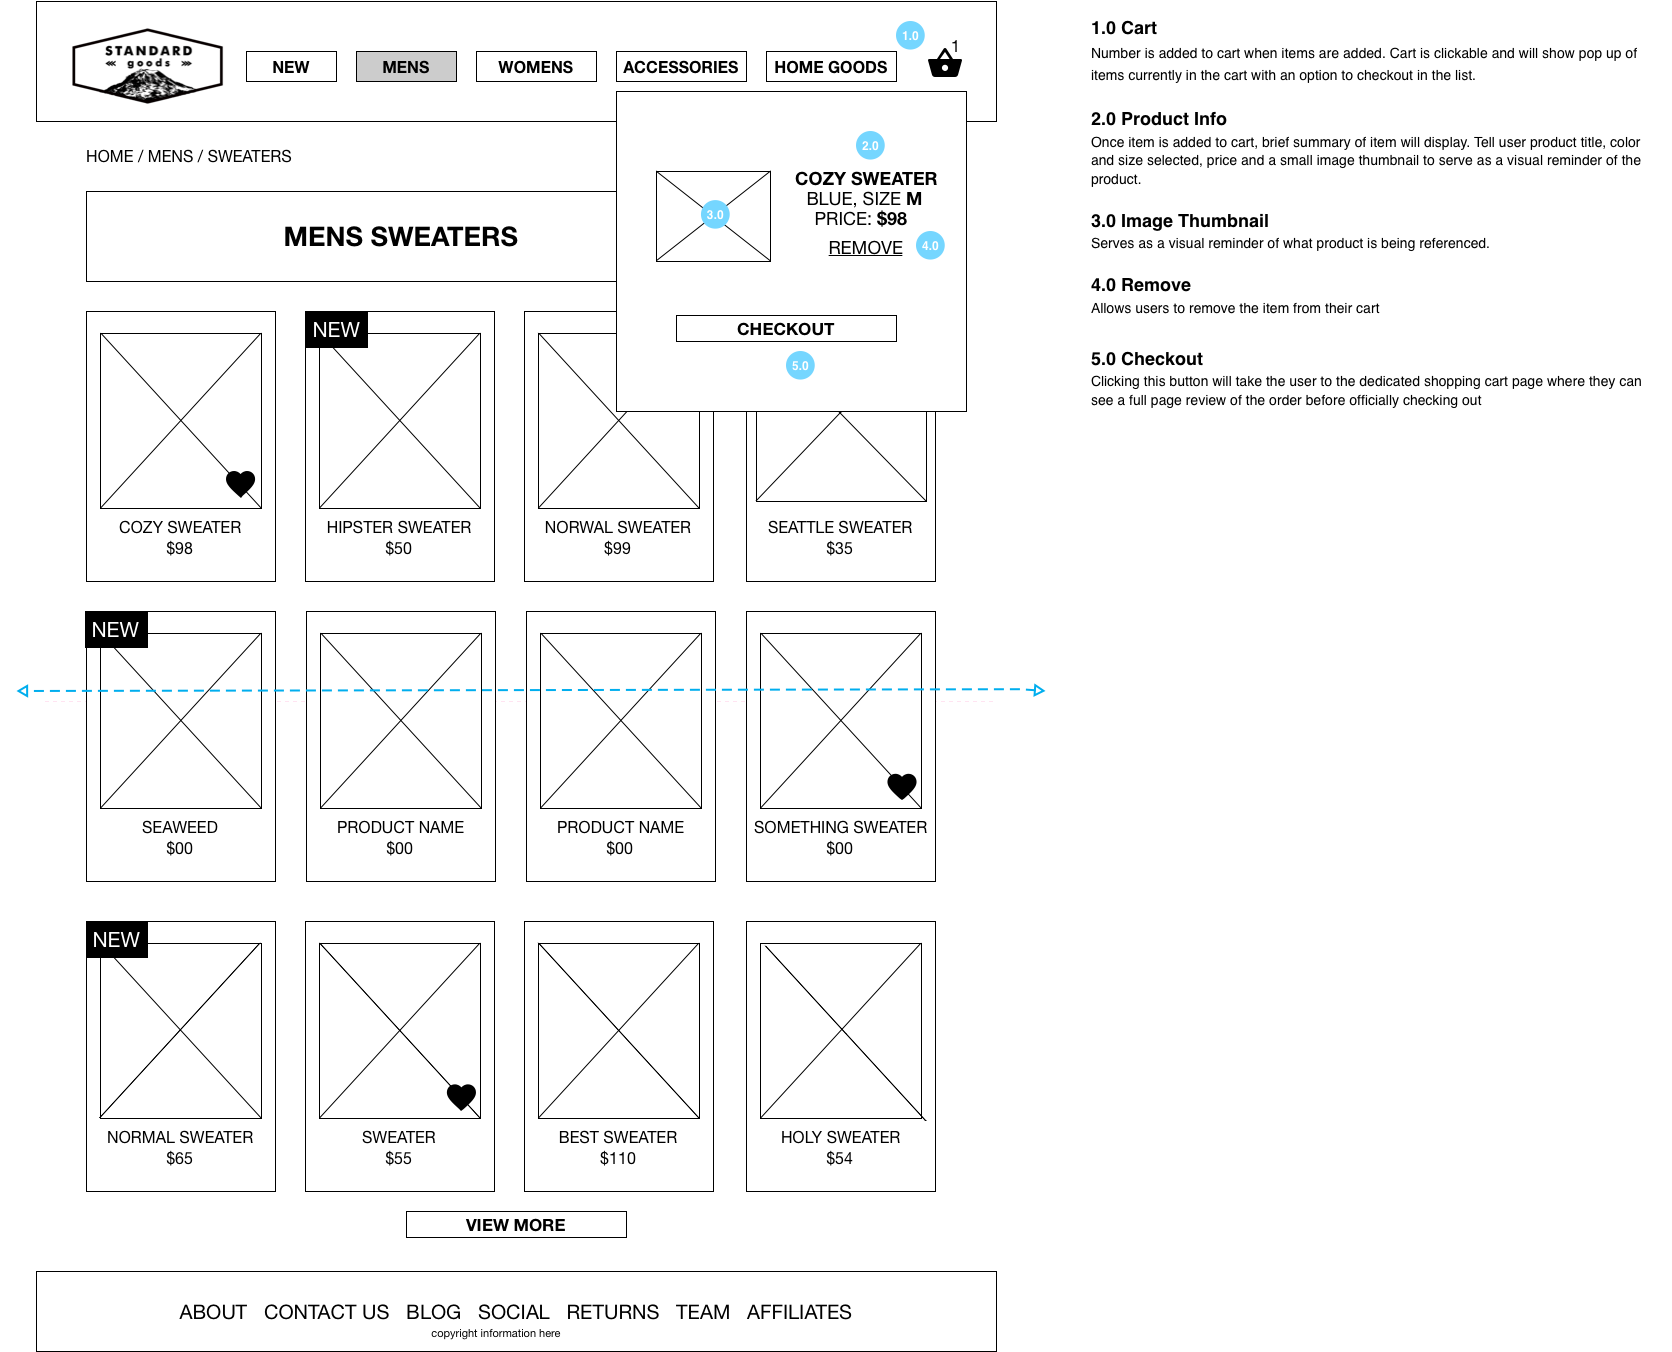 STANDARD
goods
NEW
MENS
WOMENS
ACCESSORIES
HOME GOODS
1.0
1
HOME / MENS / SWEATERS
MENS SWEATERS
2.0
3.0
COZY SWEATER
BLUE, SIZE M
PRICE: $98
REMOVE
4.0
CHECKOUT
5.0
NEW
COZY SWEATER
$98
HIPSTER SWEATER
$50
NORWAL SWEATER
$99
SEATTLE SWEATER
$35
NEW
SEAWEED
$00
PRODUCT NAME
$00
PRODUCT NAME
$00
SOMETHING SWEATER
$00
NEW
NORMAL SWEATER
$65
SWEATER
$55
BEST SWEATER
$110
HOLY SWEATER
$54
VIEW MORE
ABOUT CONTACT US BLOG SOCIAL RETURNS TEAM AFFILIATES
copyright information here
1.0 Cart
Number is added to cart when items are added. Cart is clickable and will show pop up of
items currently in the cart with an option to checkout in the list.
2.0 Product Info
Once item is added to cart, brief summary of item will display. Tell user product title, color
and size selected, price and a small image thumbnail to serve as a visual reminder of the
product.
3.0 Image Thumbnail
Serves as a visual reminder of what product is being referenced.
4.0 Remove
Allows users to remove the item from their cart
5.0 Checkout
Clicking this button will take the user to the dedicated shopping cart page where they can
see a full page review of the order before officially checking out